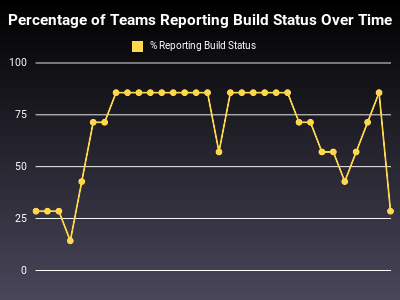 Percentage of Teams Reporting Build Status Over Time
% Reporting Build Status
100
75
50
25
0